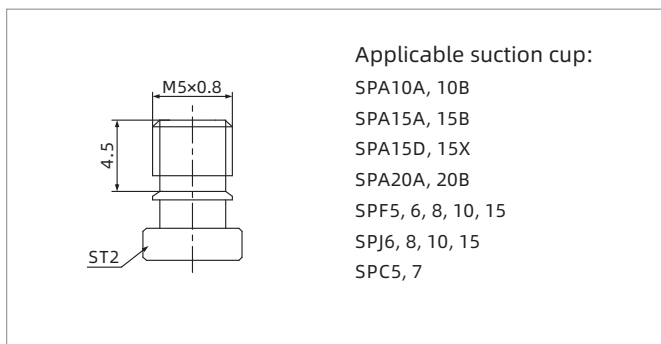 M5×0.8
4.5
ST2
Applicable suction cup:
SPA10A, 10B
SPA15A, 15B
SPA15D, 15X
SPA20A, 20B
SPF5, 6, 8, 10, 15
SPJ6, 8, 10, 15
SPC5, 7